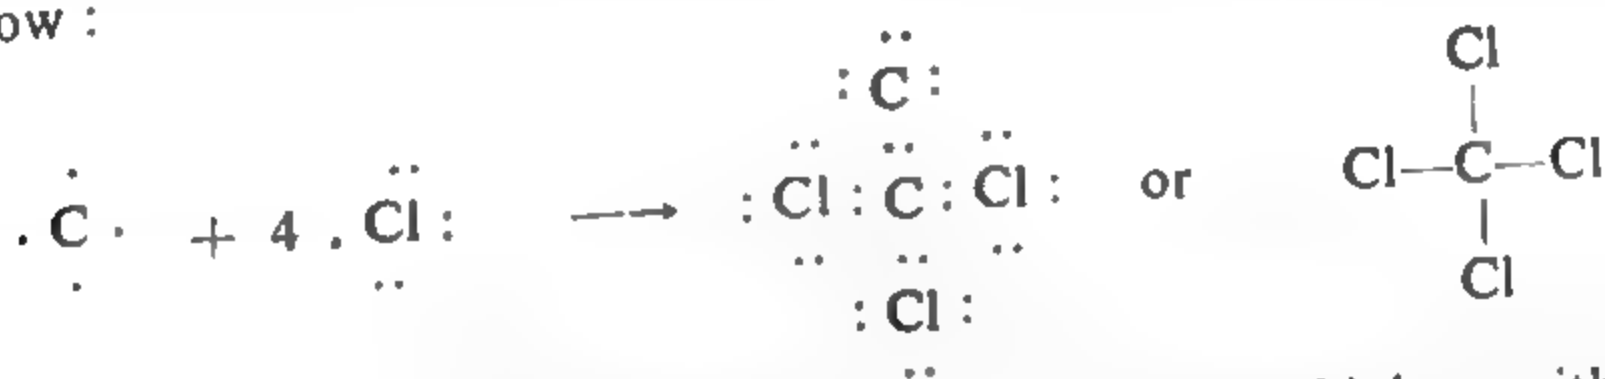 ow :
.. Cl
: C :
.. .. .. ..
. .. | 
. C . + 4 . Cl : ⟶ : Cl : C : Cl : or Cl—C—Cl
. .. .. .. .. |
: Cl : Cl
..